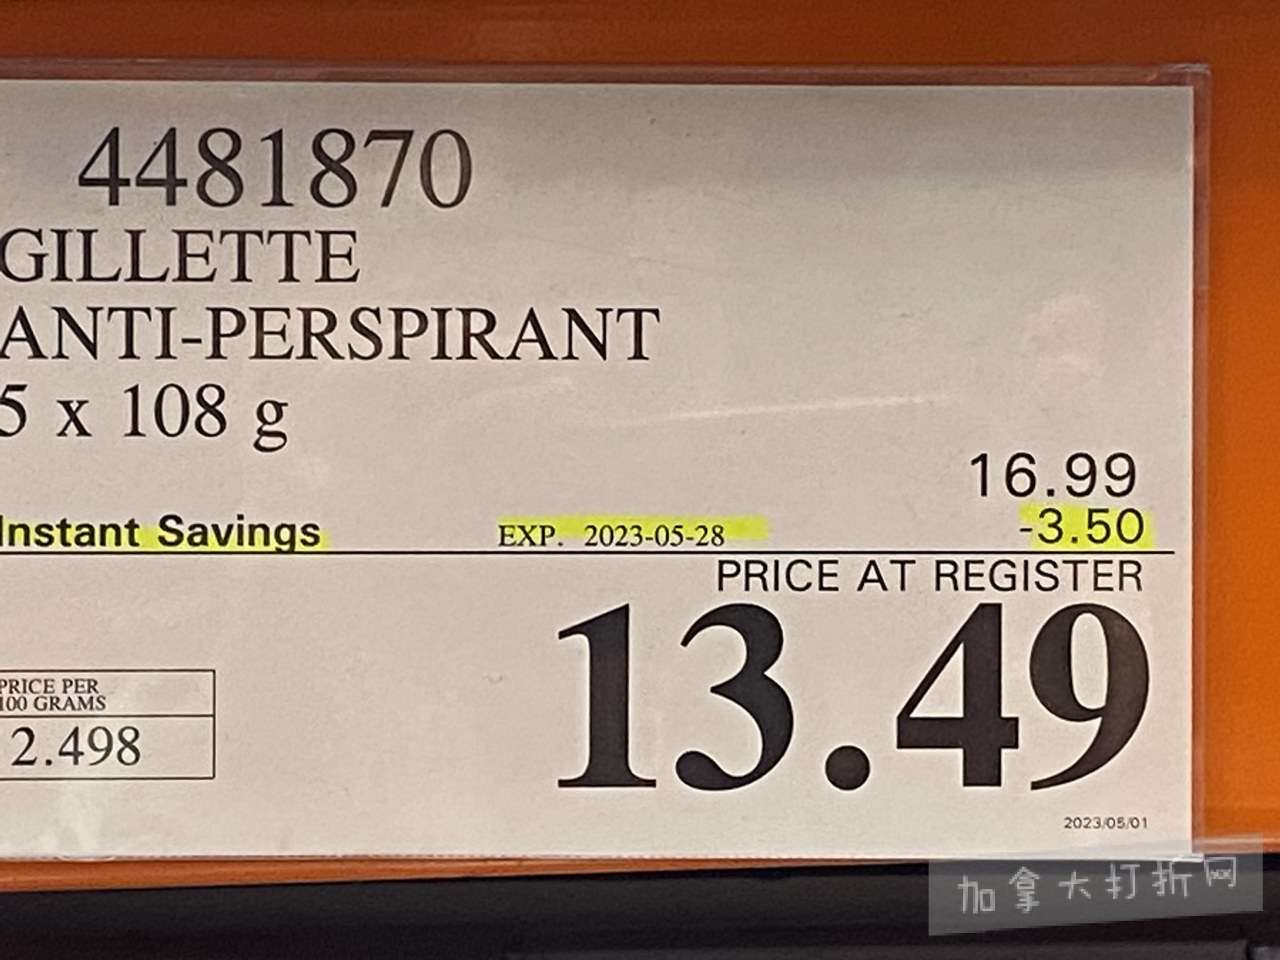 4481870
GILLETTE
ANTI-PERSPIRANT
5 x 108 g
16.99
Instant Savings EXP. 2023-05-28 -3.50
PRICE AT REGISTER
13.49
PRICE PER
100 GRAMS
2.498
2023/05/01
加拿大打折网